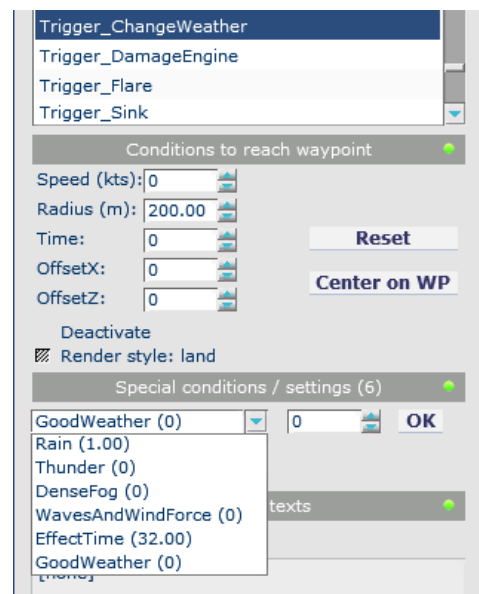 Trigger_ChangeWeather
Trigger_DamageEngine
Trigger_Flare
Trigger_Sink
Conditions to reach waypoint
Speed (kts): 0
Radius (m): 200.00
Time: 0
OffsetX: 0
OffsetZ: 0
Reset
Center on WP
Deactivate
Render style: land
Special conditions / settings (6)
GoodWeather (0) 0 OK
Rain (1.00)
Thunder (0)
DenseFog (0)
WavesAndWindForce (0)
texts
EffectTime (32.00)
GoodWeather (0)
[none]